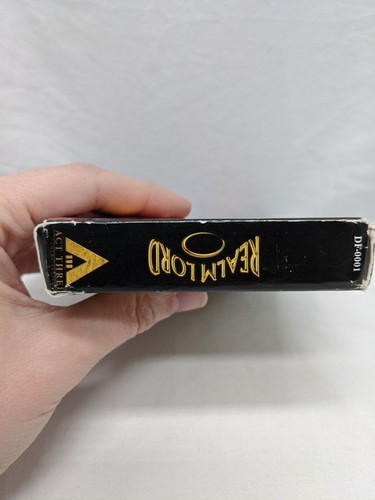 REALM LORD
ACT THREE
DF-0001